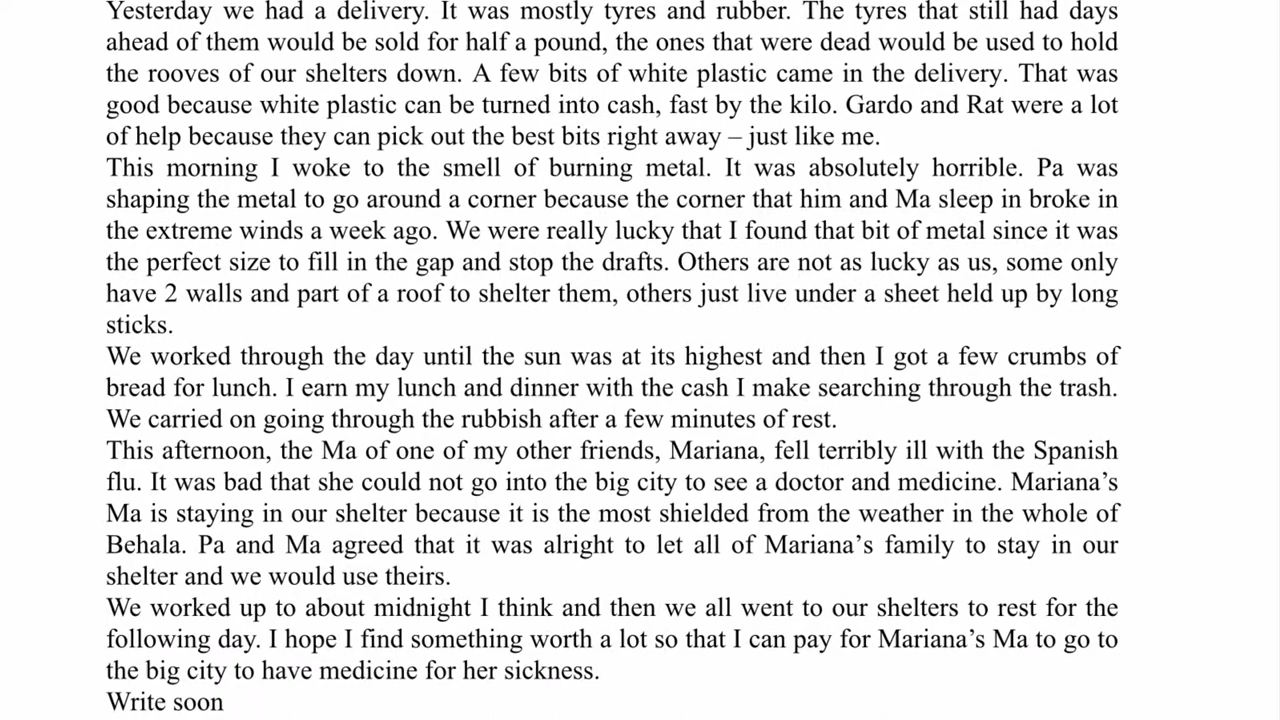 Yesterday we had a delivery. It was mostly tyres and rubber. The tyres that still had days
ahead of them would be sold for half a pound, the ones that were dead would be used to hold
the rooves of our shelters down. A few bits of white plastic came in the delivery. That was
good because white plastic can be turned into cash, fast by the kilo. Gardo and Rat were a lot
of help because they can pick out the best bits right away – just like me.
This morning I woke to the smell of burning metal. It was absolutely horrible. Pa was
shaping the metal to go around a corner because the corner that him and Ma sleep in broke in
the extreme winds a week ago. We were really lucky that I found that bit of metal since it was
the perfect size to fill in the gap and stop the drafts. Others are not as lucky as us, some only
have 2 walls and part of a roof to shelter them, others just live under a sheet held up by long
sticks.
We worked through the day until the sun was at its highest and then I got a few crumbs of
bread for lunch. I earn my lunch and dinner with the cash I make searching through the trash.
We carried on going through the rubbish after a few minutes of rest.
This afternoon, the Ma of one of my other friends, Mariana, fell terribly ill with the Spanish
flu. It was bad that she could not go into the big city to see a doctor and medicine. Mariana’s
Ma is staying in our shelter because it is the most shielded from the weather in the whole of
Behala. Pa and Ma agreed that it was alright to let all of Mariana’s family to stay in our
shelter and we would use theirs.
We worked up to about midnight I think and then we all went to our shelters to rest for the
following day. I hope I find something worth a lot so that I can pay for Mariana’s Ma to go to
the big city to have medicine for her sickness.
Write soon